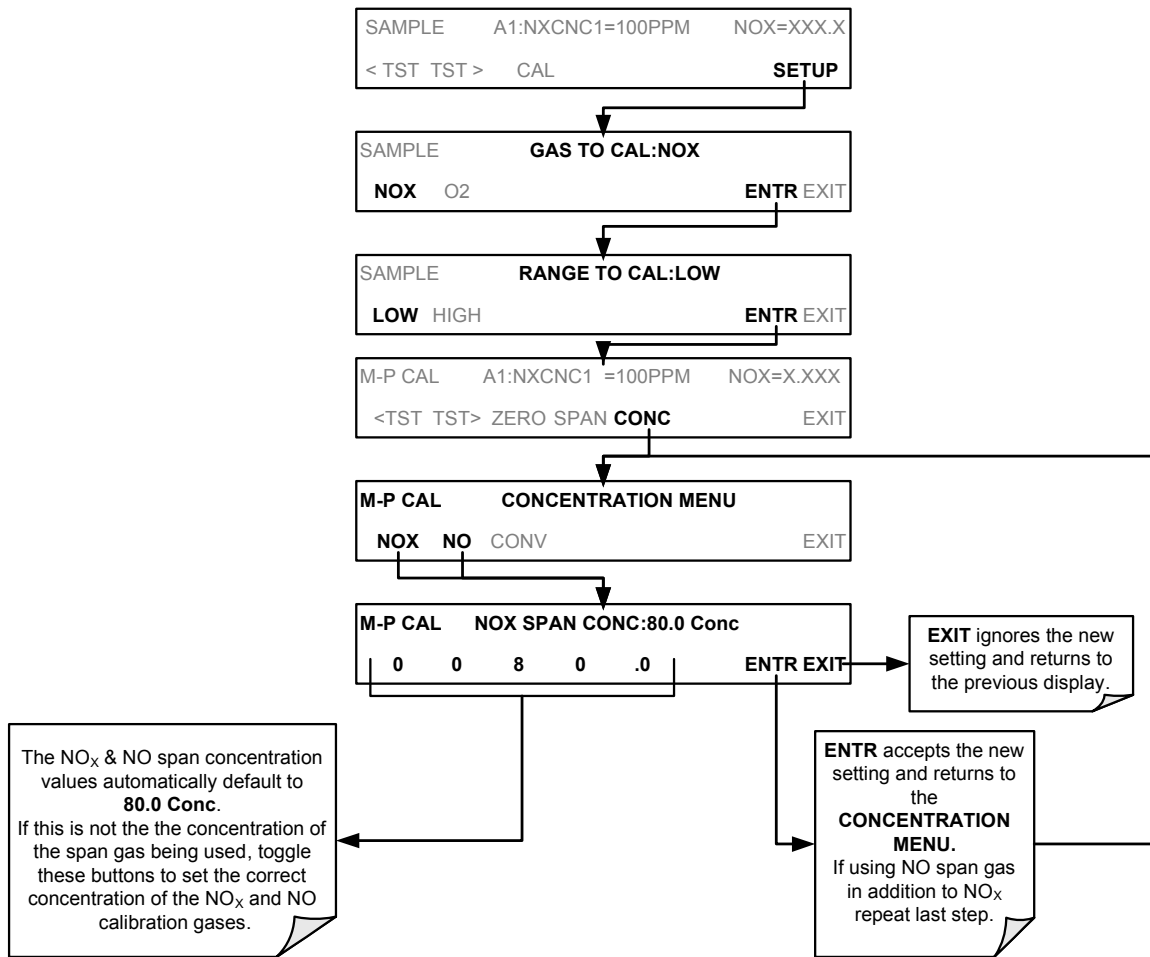 SAMPLE A1:NXCNC1=100PPM NOX=XXX.X
< TST TST > CAL SETUP
SAMPLE GAS TO CAL:NOX
NOX O2 ENTR EXIT
SAMPLE RANGE TO CAL:LOW
LOW HIGH ENTR EXIT
M-P CAL A1:NXCNC1 =100PPM NOX=X.XXX
<TST TST> ZERO SPAN CONC EXIT
M-P CAL CONCENTRATION MENU
NOX NO CONV EXIT
M-P CAL NOX SPAN CONC:80.0 Conc
0 0 8 0 .0 ENTR EXIT
EXIT ignores the new
setting and returns to
the previous display.
The NOX & NO span concentration
values automatically default to
80.0 Conc.
If this is not the the concentration of
the span gas being used, toggle
these buttons to set the correct
concentration of the NOX and NO
calibration gases.
ENTR accepts the new
setting and returns to
the
CONCENTRATION
MENU.
If using NO span gas
in addition to NOX
repeat last step.